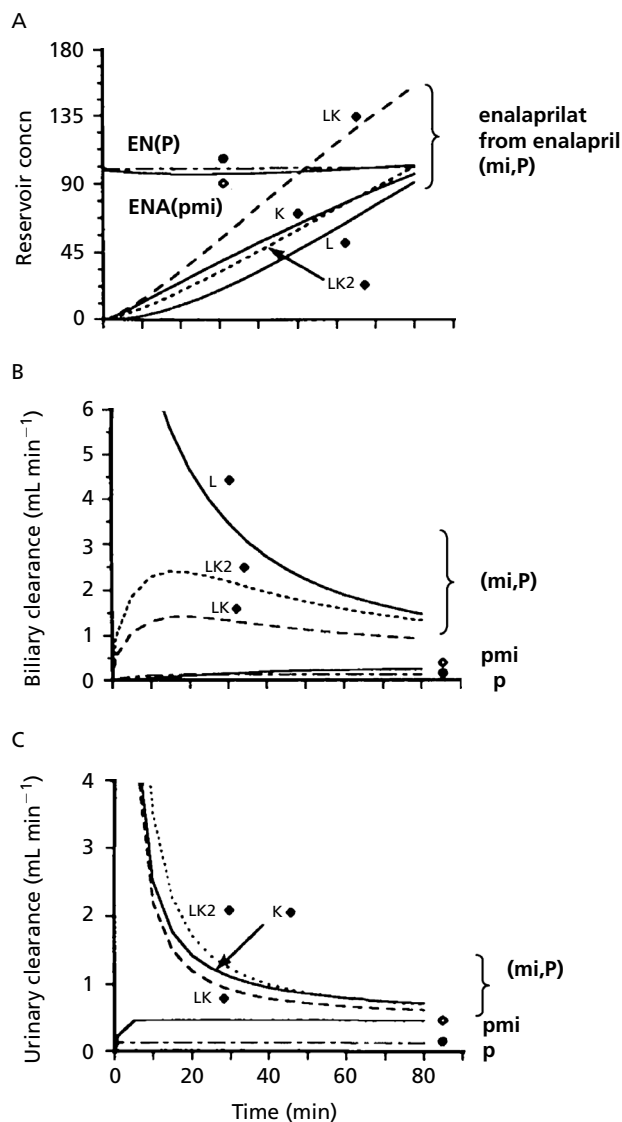 A
180
135
90
45
0
Reservoir concn
EN(P)
ENA(pmi)
LK
K
L
LK2
enalaprilat
from enalapril
(mi,P)
B
6
5
4
3
2
1
0
Biliary clearance (mL min⁻¹)
L
LK2
LK
(mi,P)
pmi
p
C
4
3
2
1
0
Urinary clearance (mL min⁻¹)
LK2
K
LK
(mi,P)
pmi
p
0 20 40 60 80
Time (min)